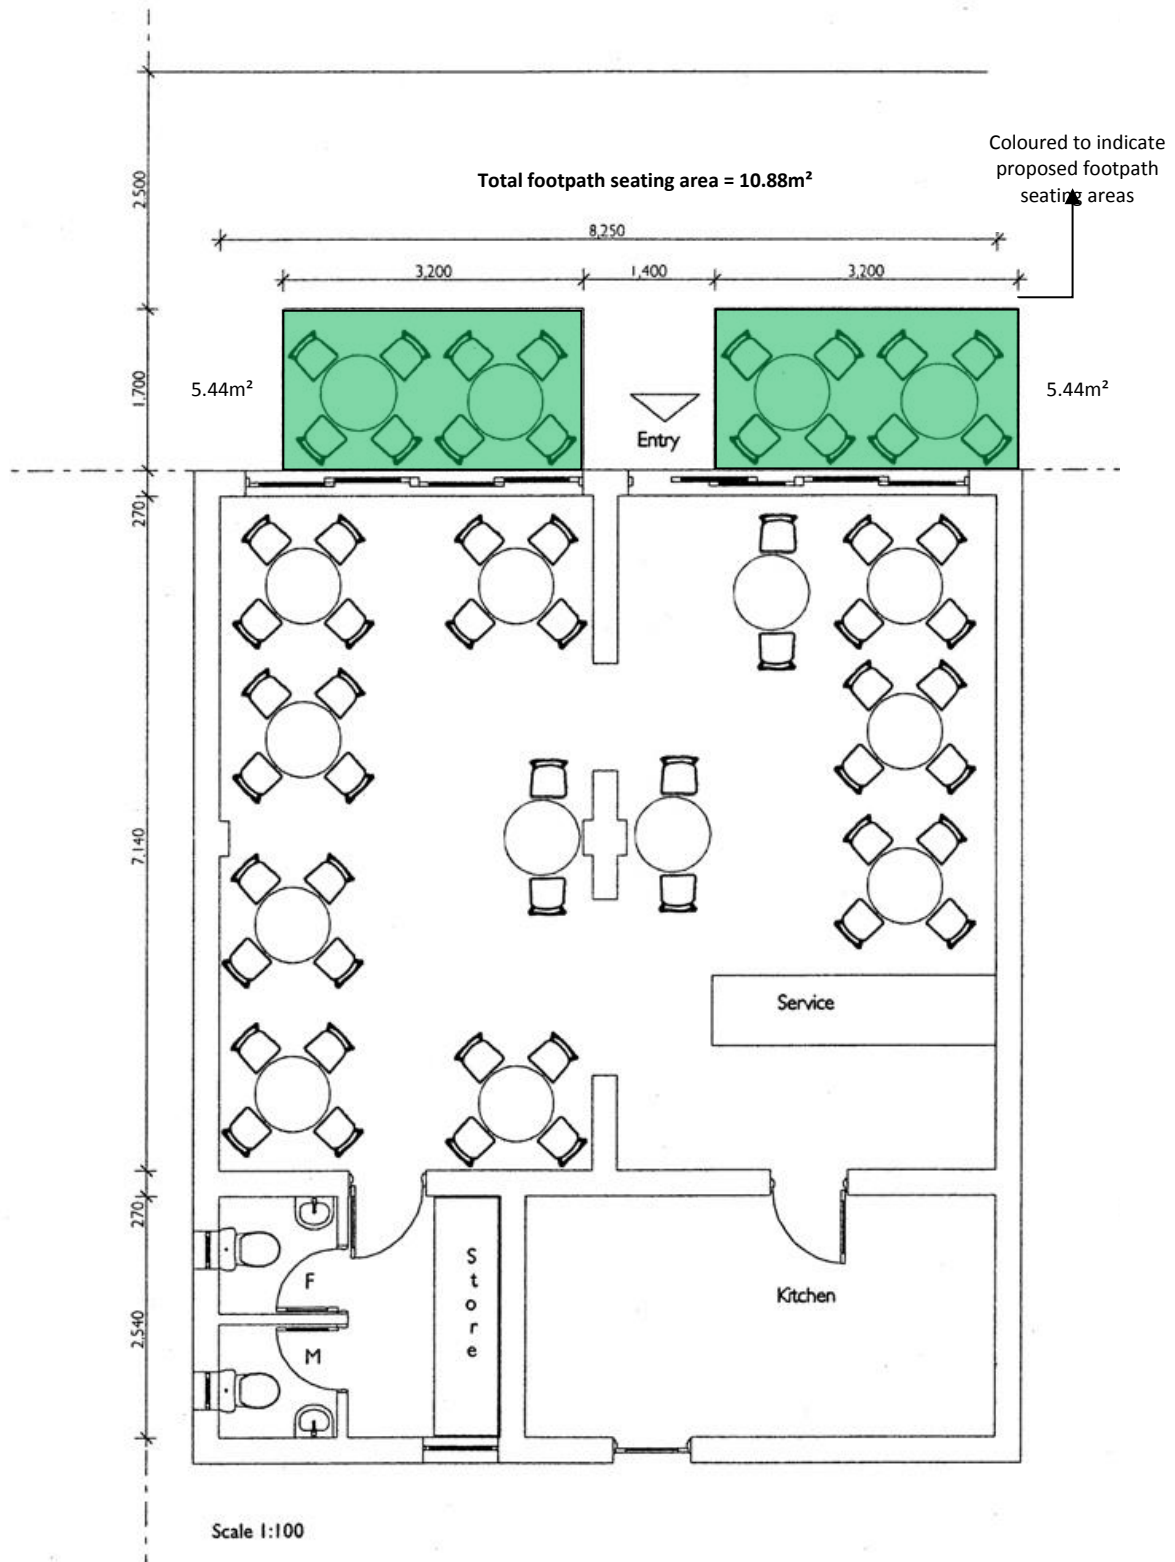 Coloured to indicate
proposed footpath
seating areas
Total footpath seating area = 10.88m²
2,500
8,250
3,200
1,400
3,200
5.44m²
1,700
5.44m²
Entry
270
7,140
Service
270
F
Store
Kitchen
2,540
M
Scale 1:100